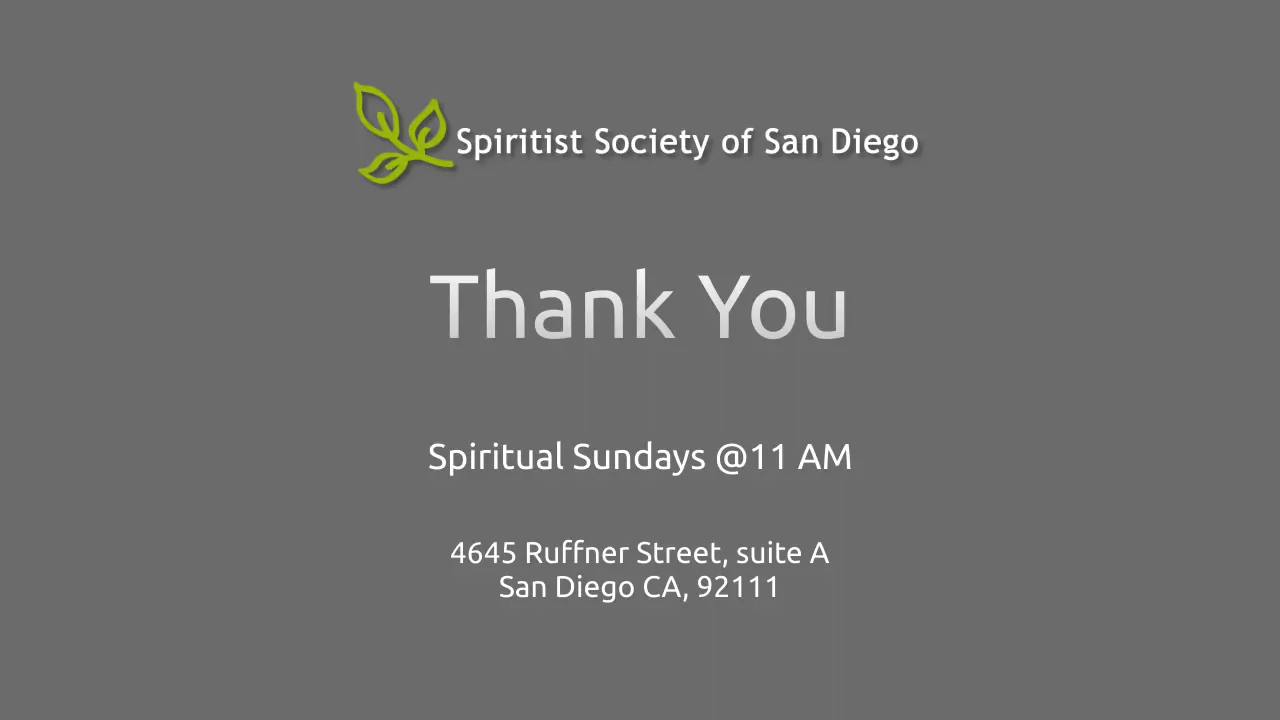 Spiritist Society of San Diego
Thank You
Spiritual Sundays @11 AM
4645 Ruffner Street, suite A
San Diego CA, 92111